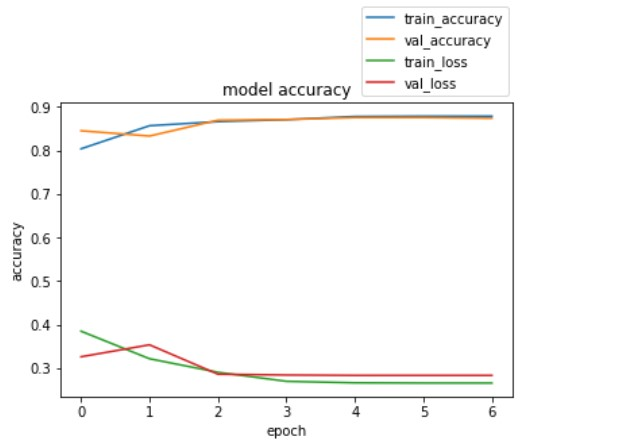 train_accuracy
val_accuracy
train_loss
val_loss
model accuracy
0.9
0.8
0.7
0.6
0.5
0.4
0.3
accuracy
0 1 2 3 4 5 6
epoch